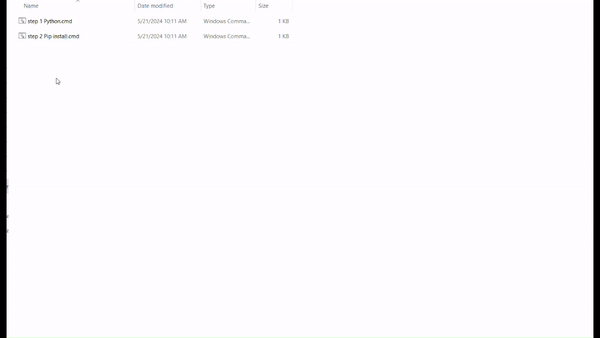 Name Date modified Type Size
step 1 Python.cmd 5/21/2024 10:11 AM Windows Comma... 1 KB
step 2 Pip install.cmd 5/21/2024 10:11 AM Windows Comma... 1 KB